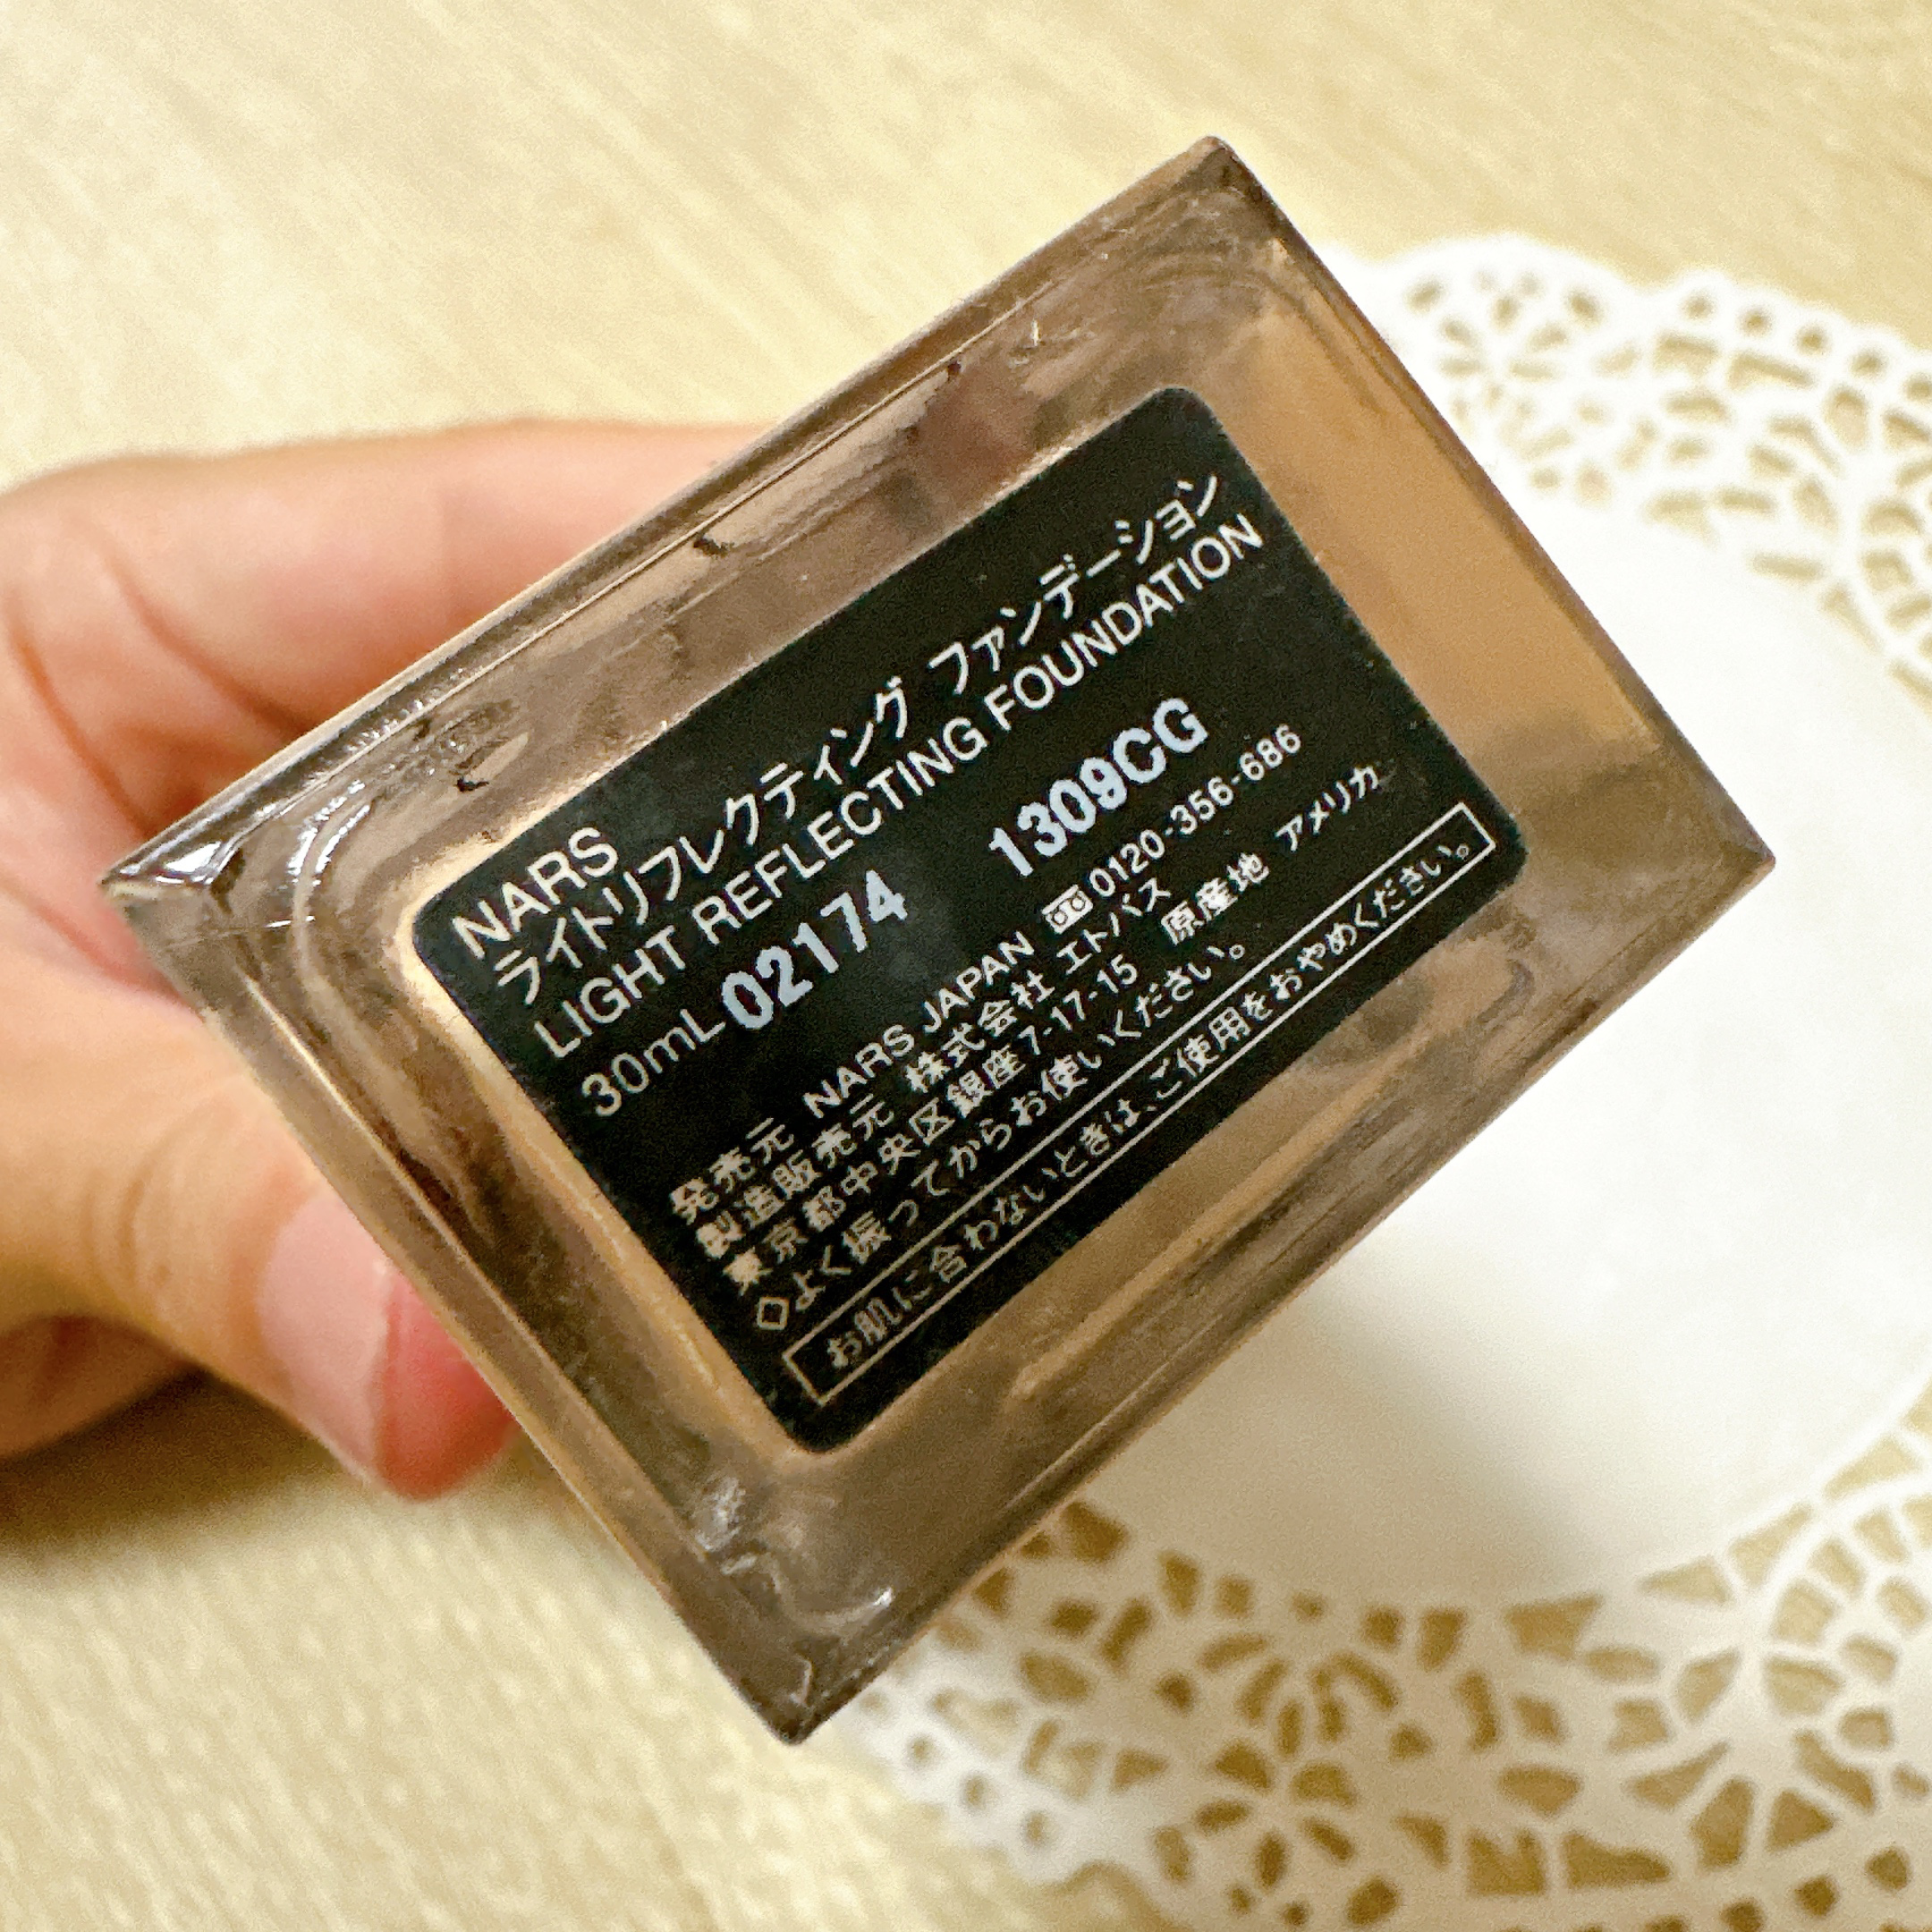 NARS
ライトリフレクティング ファンデーション
LIGHT REFLECTING FOUNDATION
30mL 02174 1309CG
発売元 NARS JAPAN 0120-356-686
製造販売元 株式会社 エトバス
東京都中央区銀座7-17-15 原産地 アメリカ
◇よく振ってからお使いください。
お肌に合わないときは、ご使用をおやめください。